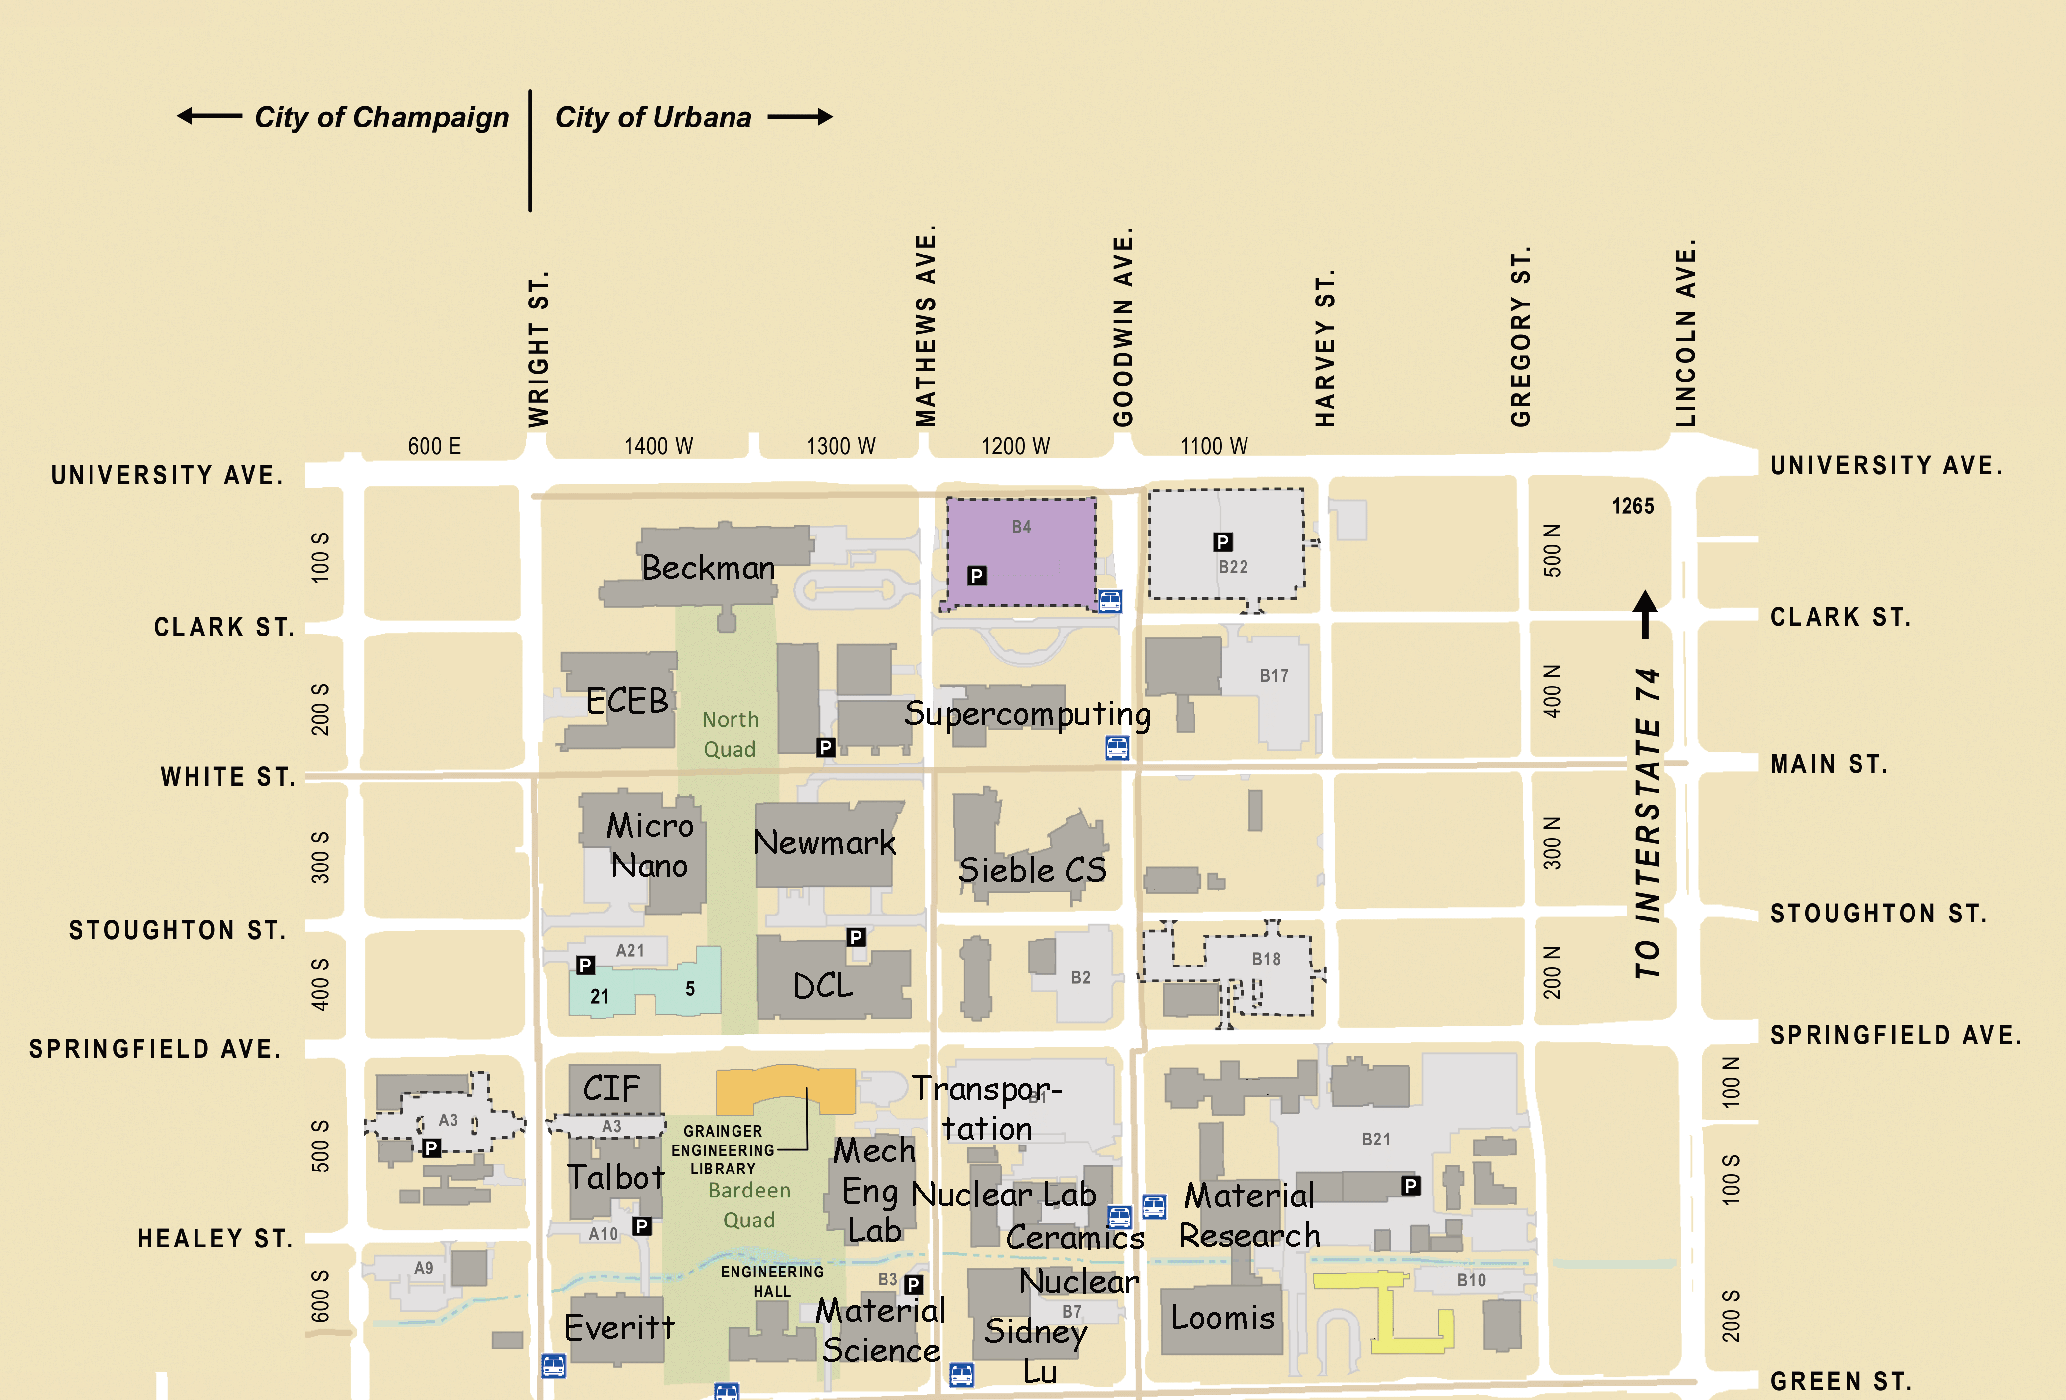 City of Champaign
City of Urbana
WRIGHT ST.
MATHEWS AVE.
GOODWIN AVE.
HARVEY ST.
GREGORY ST.
LINCOLN AVE.
600 E
1400 W
1300 W
1200 W
1100 W
UNIVERSITY AVE.
UNIVERSITY AVE.
1265
B4
P
P
B22
100 S
500 N
Beckman
CLARK ST.
CLARK ST.
B17
200 S
400 N
ECEB
North
Quad
Supercomputing
P
TO INTERSTATE 74
WHITE ST.
MAIN ST.
Micro
Nano
Newmark
Sieble CS
300 S
300 N
STOUGHTON ST.
STOUGHTON ST.
A21
P
P
21
5
DCL
B2
B18
400 S
200 N
SPRINGFIELD AVE.
SPRINGFIELD AVE.
CIF
A3
P
A3
GRAINGER
ENGINEERING
LIBRARY
Transpor-
tation
B1
B21
100 N
500 S
Talbot
Bardeen
Quad
Mech
Eng
Lab
Nuclear Lab
Ceramics
Material
Research
P
100 S
HEALEY ST.
A10
P
A9
ENGINEERING
HALL
B3
P
Nuclear
B7
B10
600 S
200 S
Everitt
Material
Science
Sidney
Lu
Loomis
GREEN ST.